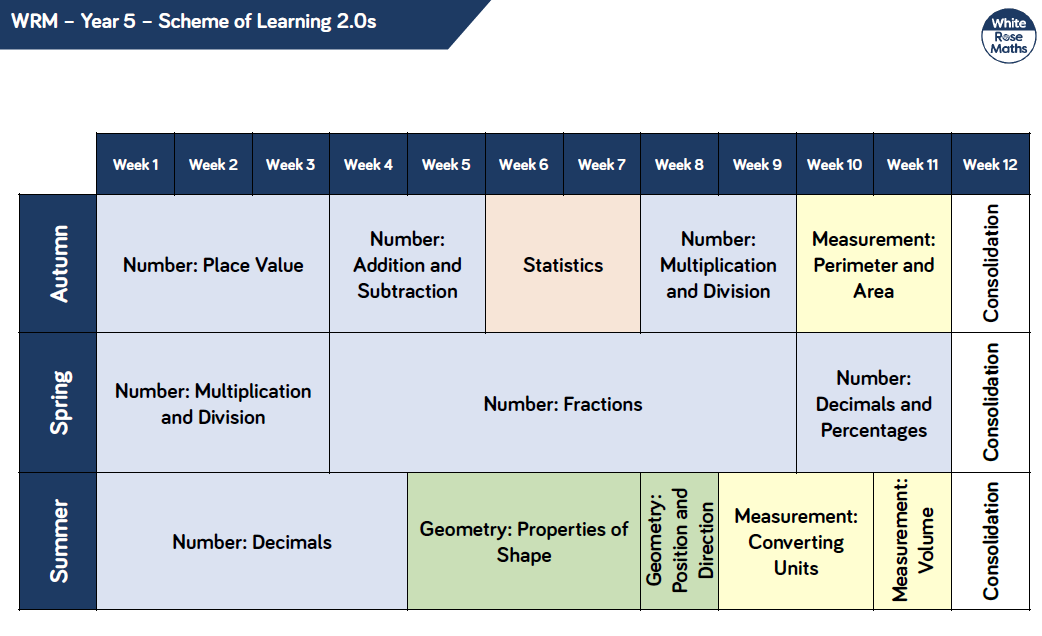 WRM – Year 5 – Scheme of Learning 2.0s
White
Rose
Maths
Week 1
Week 2
Week 3
Week 4
Week 5
Week 6
Week 7
Week 8
Week 9
Week 10
Week 11
Week 12
Autumn
Number: Place Value
Number:
Addition and
Subtraction
Statistics
Number:
Multiplication
and Division
Measurement:
Perimeter and
Area
Consolidation
Spring
Number: Multiplication
and Division
Number: Fractions
Number:
Decimals and
Percentages
Consolidation
Summer
Number: Decimals
Geometry: Properties of
Shape
Geometry:
Position and
Direction
Measurement:
Converting
Units
Measurement:
Volume
Consolidation